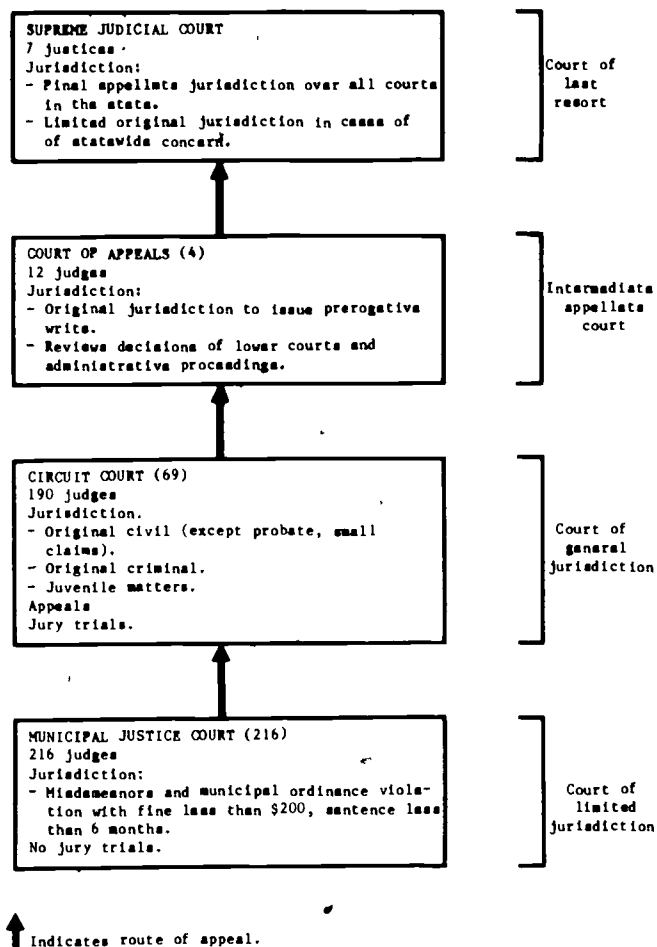 SUPREME JUDICIAL COURT
7 justices
Jurisdiction:
- Final appellate jurisdiction over all courts
in the state.
- Limited original jurisdiction in cases of
of statewide concern.
Court of
last
resort
COURT OF APPEALS (4)
12 judges
Jurisdiction:
- Original jurisdiction to issue prerogative
writs.
- Reviews decisions of lower courts and
administrative proceedings.
Intermediate
appellate
court
CIRCUIT COURT (69)
190 judges
Jurisdiction.
- Original civil (except probate, small
claims).
- Original criminal.
- Juvenile matters.
Appeals
Jury trials.
Court of
general
jurisdiction
MUNICIPAL JUSTICE COURT (216)
216 judges
Jurisdiction:
- Misdemeanors and municipal ordinance viola-
tion with fine less than $200, sentence less
than 6 months.
No jury trials.
Court of
limited
jurisdiction
Indicates route of appeal.